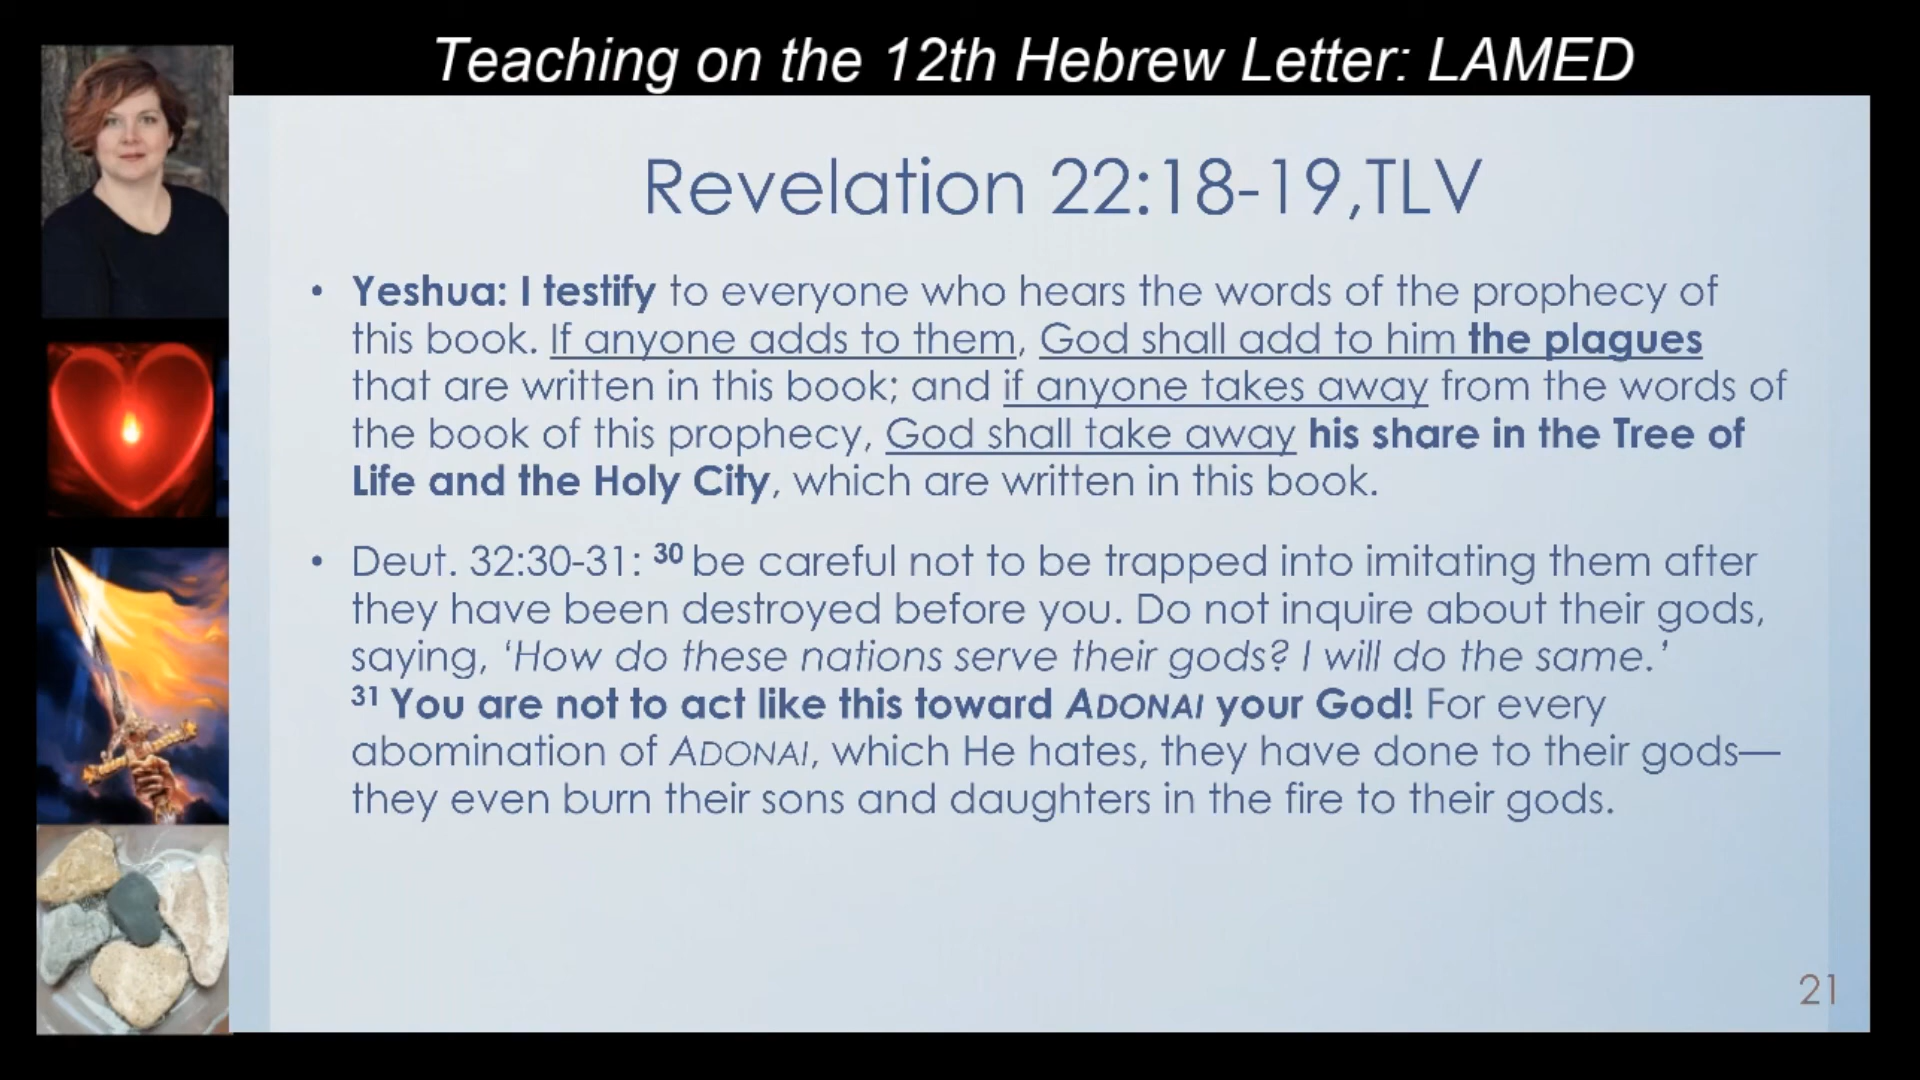 Teaching on the 12th Hebrew Letter: LAMED
Revelation 22:18-19,TLV
• Yeshua: I testify to everyone who hears the words of the prophecy of
this book. If anyone adds to them, God shall add to him the plagues
that are written in this book; and if anyone takes away from the words of
the book of this prophecy, God shall take away his share in the Tree of
Life and the Holy City, which are written in this book.
• Deut. 32:30-31: 30 be careful not to be trapped into imitating them after
they have been destroyed before you. Do not inquire about their gods,
saying, ‘How do these nations serve their gods? I will do the same.’
31 You are not to act like this toward ADONAI your God! For every
abomination of ADONAI, which He hates, they have done to their gods—
they even burn their sons and daughters in the fire to their gods.
21